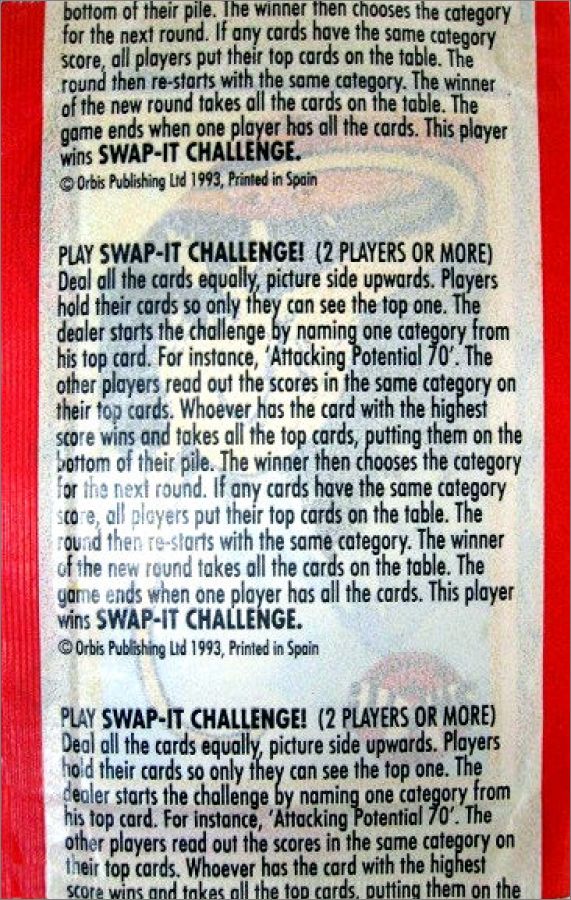 bottom of their pile. The winner then chooses the category
for the next round. If any cards have the same category
score, all players put their top cards on the table. The
round then re-starts with the same category. The winner
of the new round takes all the cards on the table. The
game ends when one player has all the cards. This player
wins SWAP-IT CHALLENGE.
© Orbis Publishing Ltd 1993, Printed in Spain
PLAY SWAP-IT CHALLENGE! (2 PLAYERS OR MORE)
Deal all the cards equally, picture side upwards. Players
hold their cards so only they can see the top one. The
dealer starts the challenge by naming one category from
his top card. For instance, 'Attacking Potential 70'. The
other players read out the scores in the same category on
their top cards. Whoever has the card with the highest
score wins and takes all the top cards, putting them on the
bottom of their pile. The winner then chooses the category
for the next round. If any cards have the same category
score, all players put their top cards on the table. The
round then re-starts with the same category. The winner
of the new round takes all the cards on the table. The
game ends when one player has all the cards. This player
wins SWAP-IT CHALLENGE.
© Orbis Publishing Ltd 1993, Printed in Spain
PLAY SWAP-IT CHALLENGE! (2 PLAYERS OR MORE)
Deal all the cards equally, picture side upwards. Players
hold their cards so only they can see the top one. The
dealer starts the challenge by naming one category from
his top card. For instance, 'Attacking Potential 70'. The
other players read out the scores in the same category on
their top cards. Whoever has the card with the highest
score wins and takes all the top cards, putting them on the